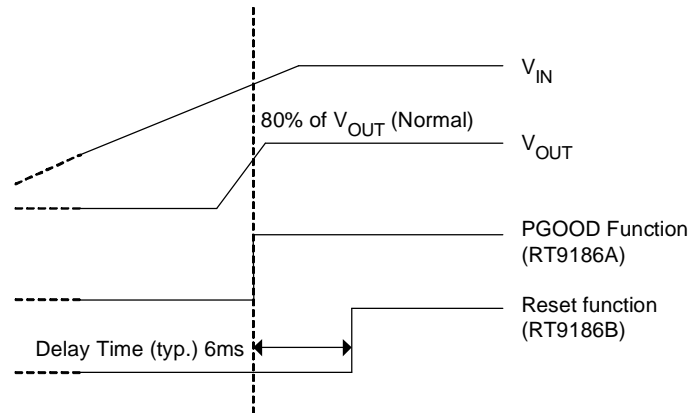 V_IN
80% of V_OUT (Normal)
V_OUT
PGOOD Function
(RT9186A)
Reset function
(RT9186B)
Delay Time (typ.) 6ms